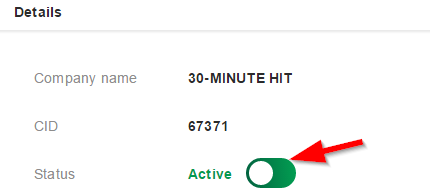 Details
Company name 30-MINUTE HIT
CID 67371
Status Active